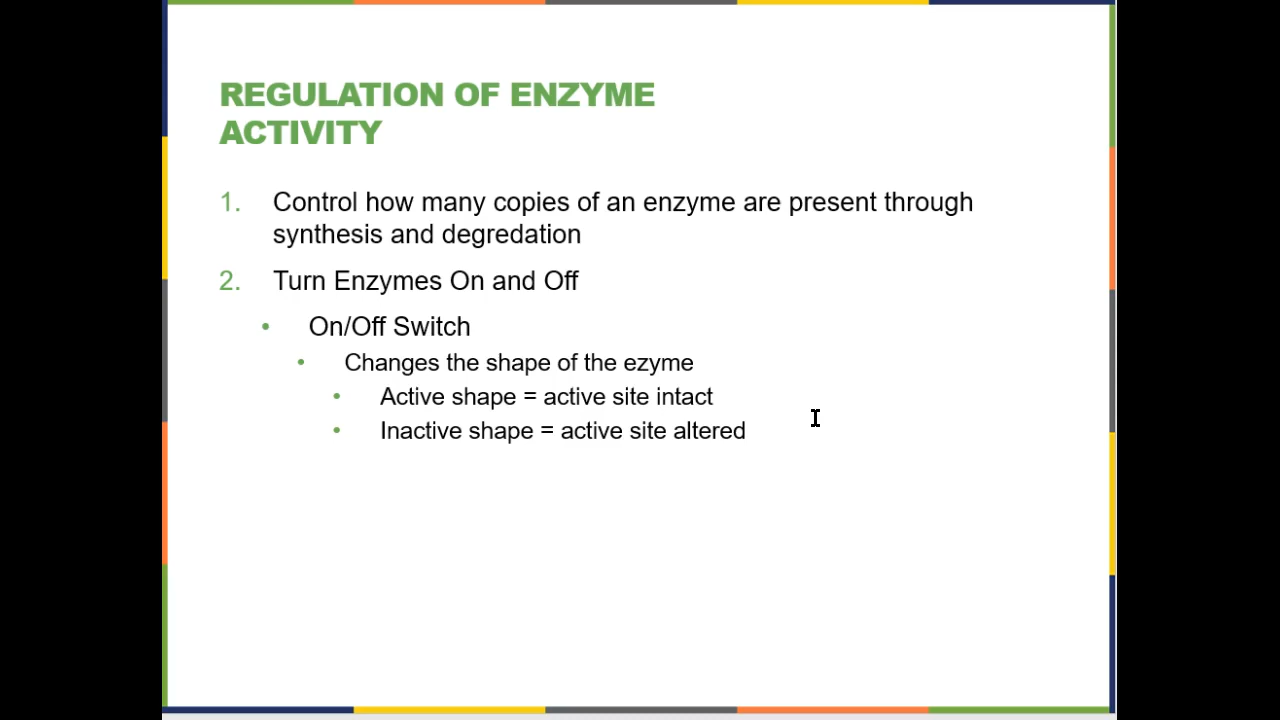 REGULATION OF ENZYME
ACTIVITY
1. Control how many copies of an enzyme are present through
synthesis and degredation
2. Turn Enzymes On and Off
• On/Off Switch
• Changes the shape of the ezyme
• Active shape = active site intact
• Inactive shape = active site altered